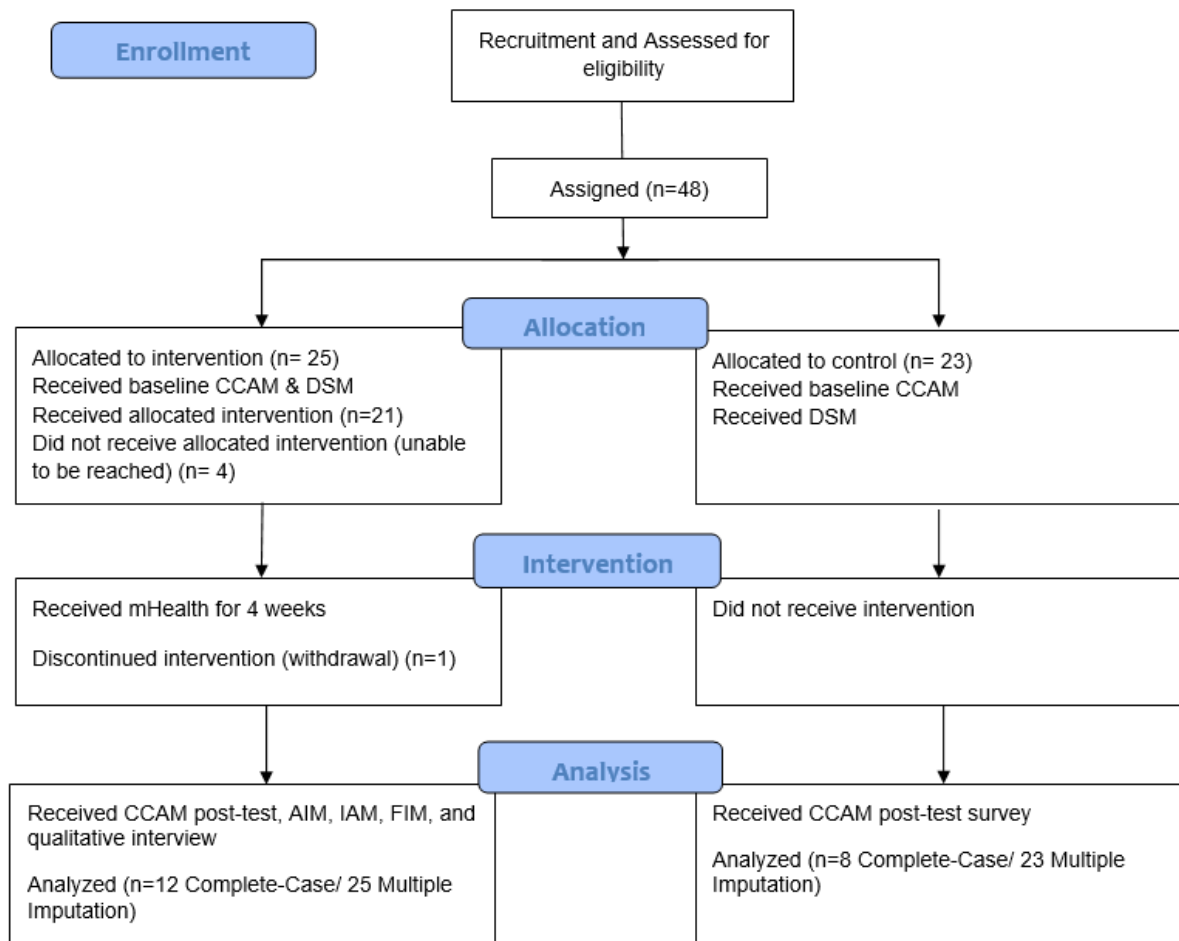 Enrollment
Recruitment and Assessed for
eligibility
Assigned (n=48)
Allocation
Allocated to intervention (n= 25)
Received baseline CCAM & DSM
Received allocated intervention (n=21)
Did not receive allocated intervention (unable
to be reached) (n= 4)
Allocated to control (n= 23)
Received baseline CCAM
Received DSM
Intervention
Received mHealth for 4 weeks
Discontinued intervention (withdrawal) (n=1)
Did not receive intervention
Analysis
Received CCAM post-test, AIM, IAM, FIM, and
qualitative interview
Analyzed (n=12 Complete-Case/ 25 Multiple
Imputation)
Received CCAM post-test survey
Analyzed (n=8 Complete-Case/ 23 Multiple
Imputation)